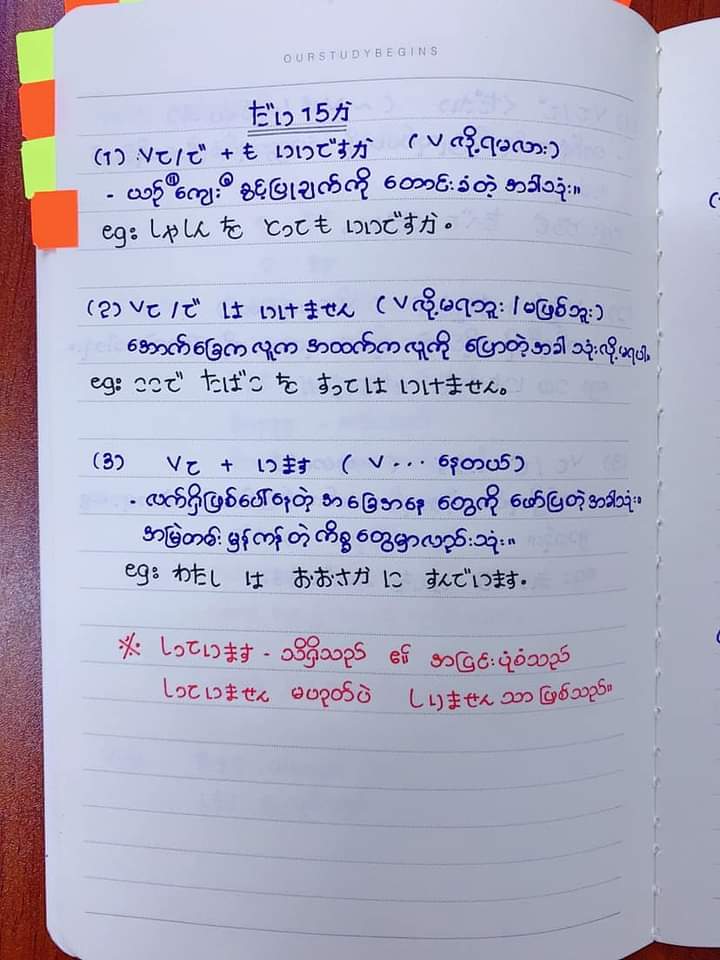 OURSTUDYBEGINS
だい 15 か
(1) Vて/で + も いいですか ( V လို့ရမလား)
- ယဉ်ကျေးစွာ ခွင့်ပြုချက်ကို တောင်းခံတဲ့ အခါသုံး။
eg: しゃしん を とっても いいですか。
(၃) Vて/で は いけません ( V လို့မရဘူး / မဖြစ်ဘူး)
အောက်ခြေကလူက အထက်ကလူကို ပြောတဲ့အခါ သုံးလို့မရပါ။
eg: ここで たばこ を すっては いけません。
(3) Vて + います ( V ... နေတယ်)
- လက်ရှိဖြစ်ပေါ်နေတဲ့ အခြေအနေ တွေကို ဖော်ပြတဲ့အခါသုံး။
အမြဲတမ်း မှန်ကန်တဲ့ ကိစ္စတွေမှာလည်းသုံး။
eg: わたし は おおさか に すんでいます。
※ しっています - သိရှိသည် ၏ အငြင်းပုံစံသည်
しっていません မဟုတ်ပဲ しりません သာဖြစ်သည်။